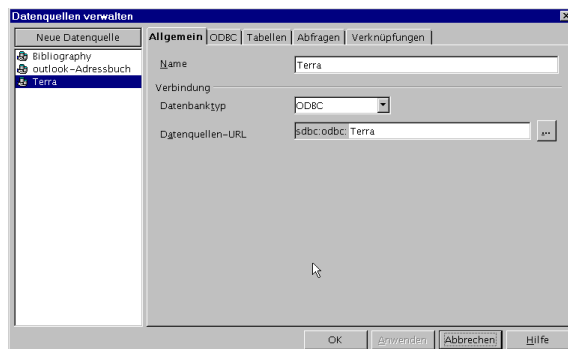 Datenquellen verwalten
Neue Datenquelle
Bibliography
outlook-Adressbuch
Terra
Allgemein
ODBC
Tabellen
Abfragen
Verknüpfungen
Name
Terra
Verbindung
Datenbanktyp
ODBC
Datenquellen-URL
sdbc:odbc: Terra
...
OK
Anwenden
Abbrechen
Hilfe